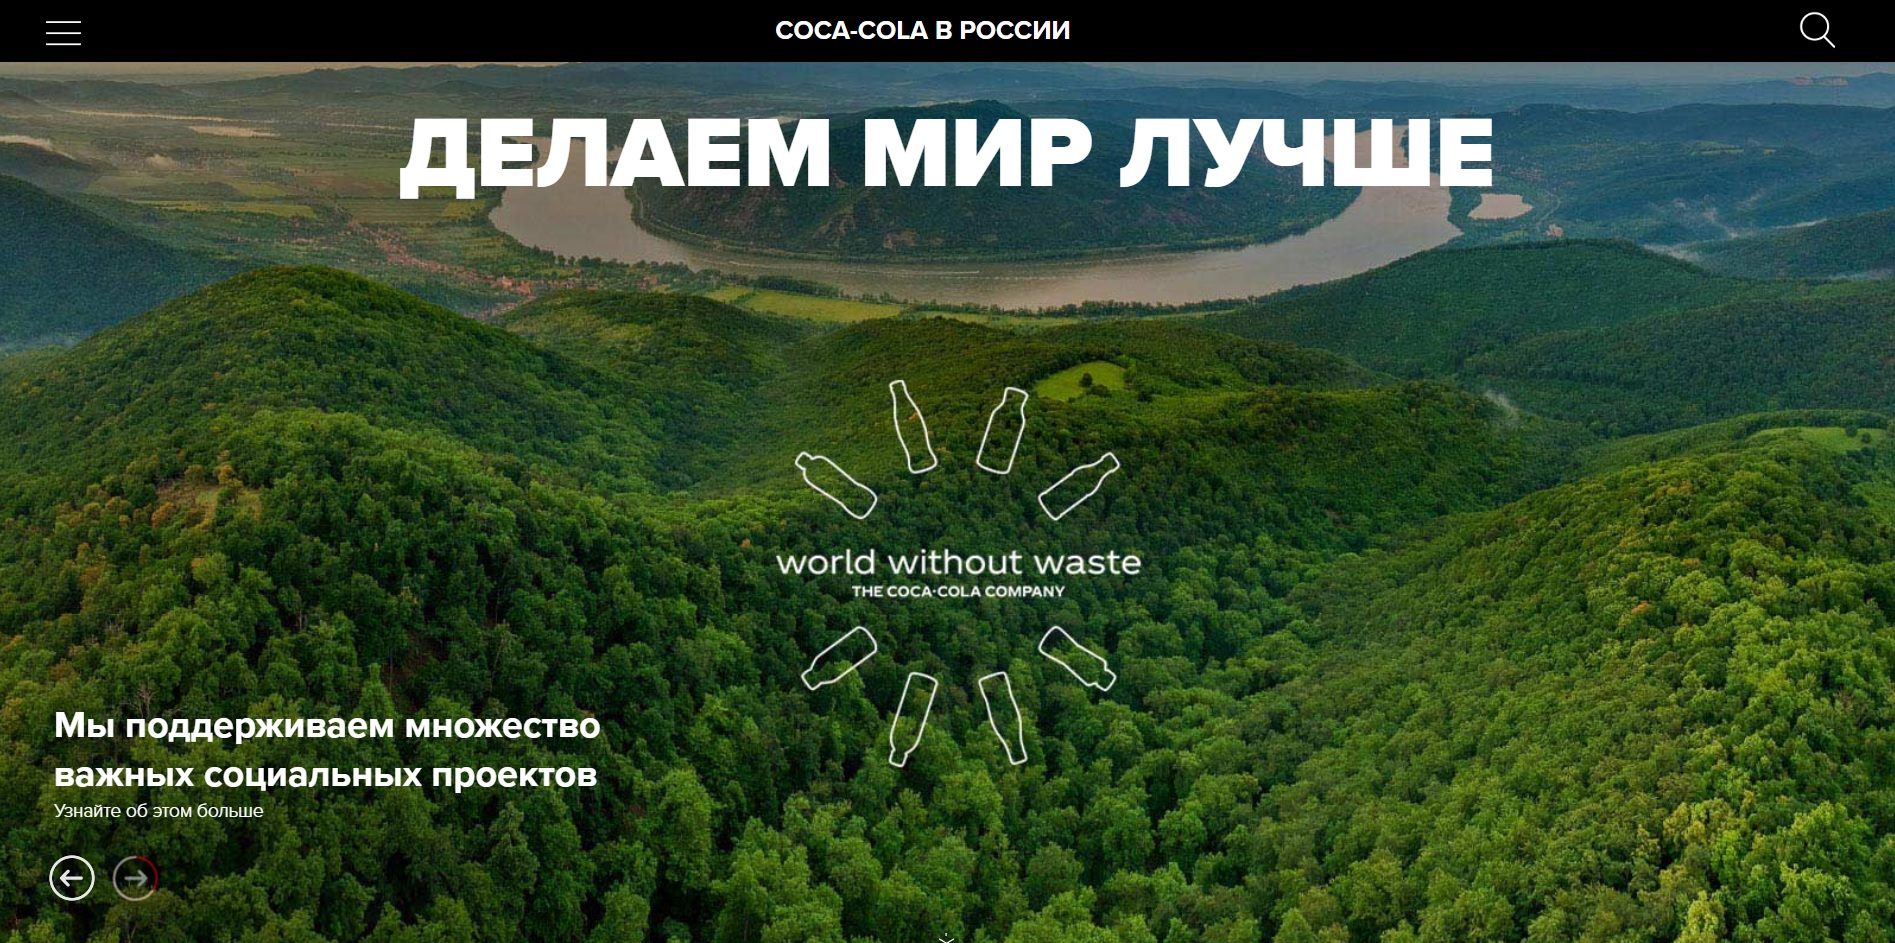 COCA-COLA В РОССИИ
ДЕЛАЕМ МИР ЛУЧШЕ
world without waste
THE COCA·COLA COMPANY
Мы поддерживаем множество
важных социальных проектов
Узнайте об этом больше